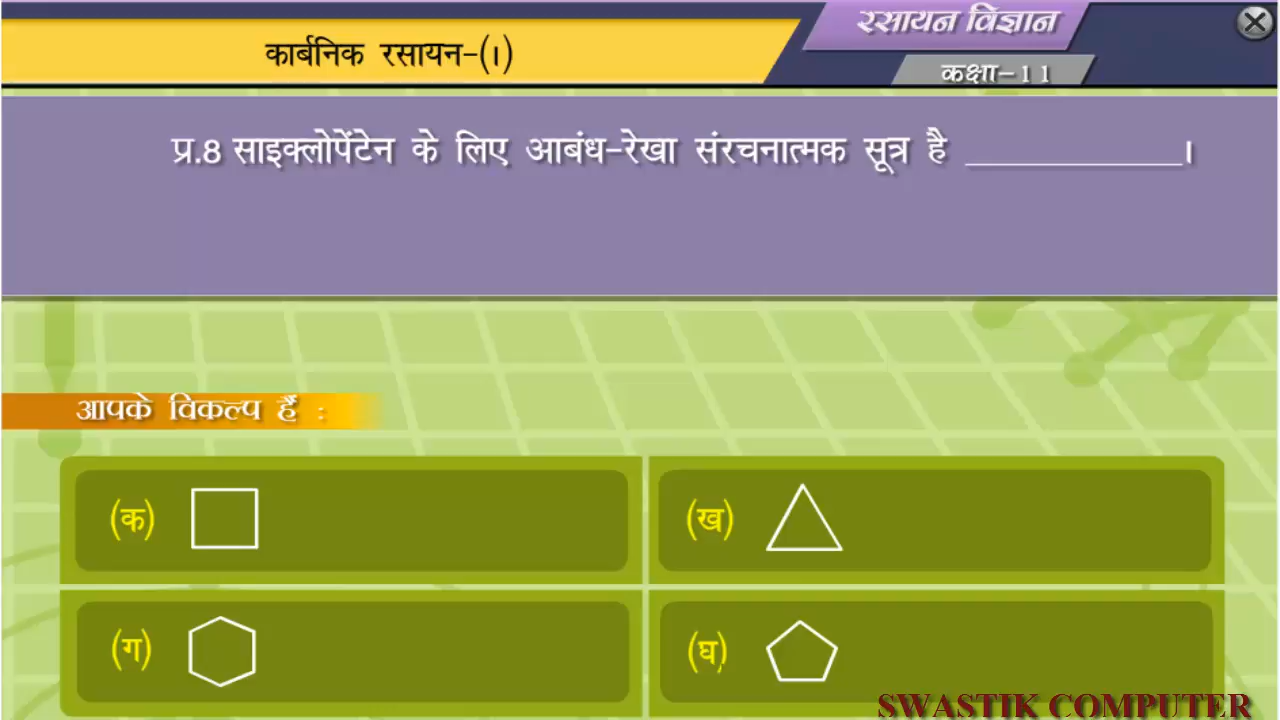 रसायन विज्ञान
कार्बनिक रसायन-(I)
कक्षा-11
प्र.8 साइक्लोपेंटेन के लिए आबंध-रेखा संरचनात्मक सूत्र है ____________।
आपके विकल्प हैं :
(क)
(ख)
(ग)
(घ)
SWASTIK COMPUTER